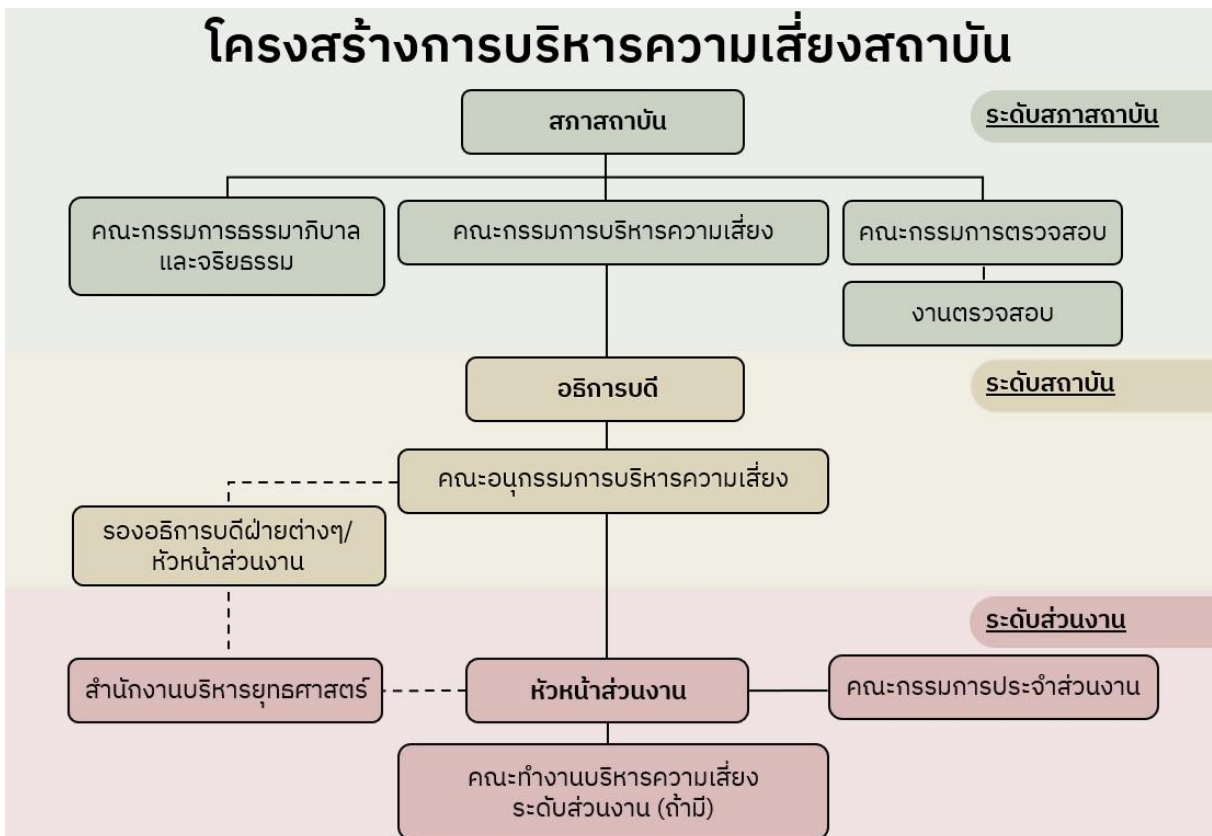 โครงสร้างการบริหารความเสี่ยงสถาบัน
สภาสถาบัน
ระดับสภาสถาบัน
คณะกรรมการธรรมาภิบาล
และจริยธรรม
คณะกรรมการบริหารความเสี่ยง
คณะกรรมการตรวจสอบ
งานตรวจสอบ
อธิการบดี
ระดับสถาบัน
คณะอนุกรรมการบริหารความเสี่ยง
รองอธิการบดีฝ่ายต่างๆ/
หัวหน้าส่วนงาน
ระดับส่วนงาน
สำนักงานบริหารยุทธศาสตร์
หัวหน้าส่วนงาน
คณะกรรมการประจำส่วนงาน
คณะทำงานบริหารความเสี่ยง
ระดับส่วนงาน (ถ้ามี)